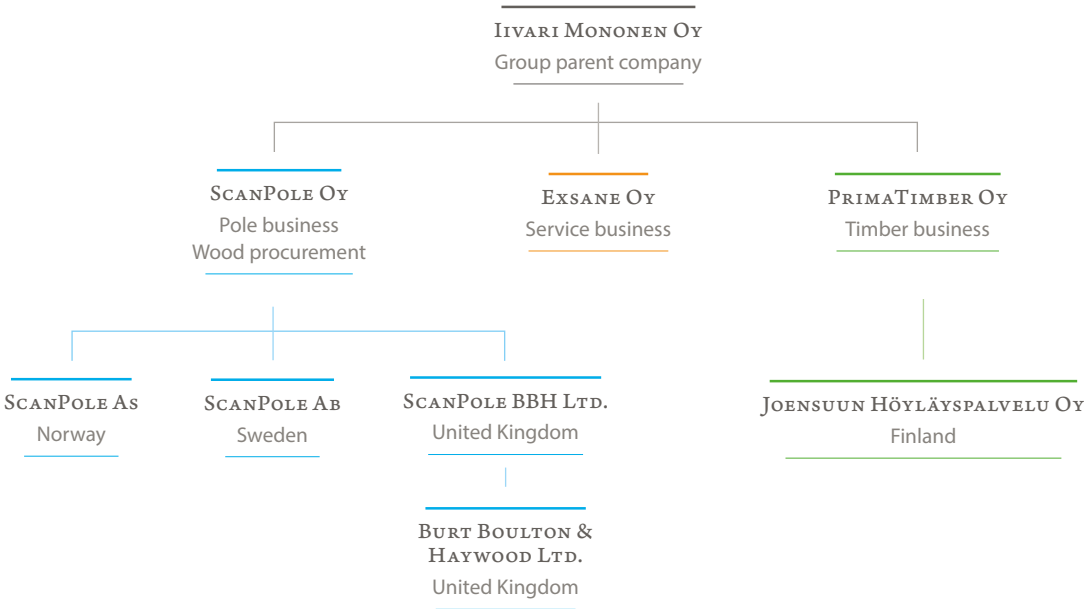 Iivari Mononen Oy
Group parent company
ScanPole Oy
Pole business
Wood procurement
Exsane Oy
Service business
PrimaTimber Oy
Timber business
ScanPole As
Norway
ScanPole Ab
Sweden
ScanPole BBH Ltd.
United Kingdom
Joensuun Höyläyspalvelu Oy
Finland
Burt Boulton &
Haywood Ltd.
United Kingdom